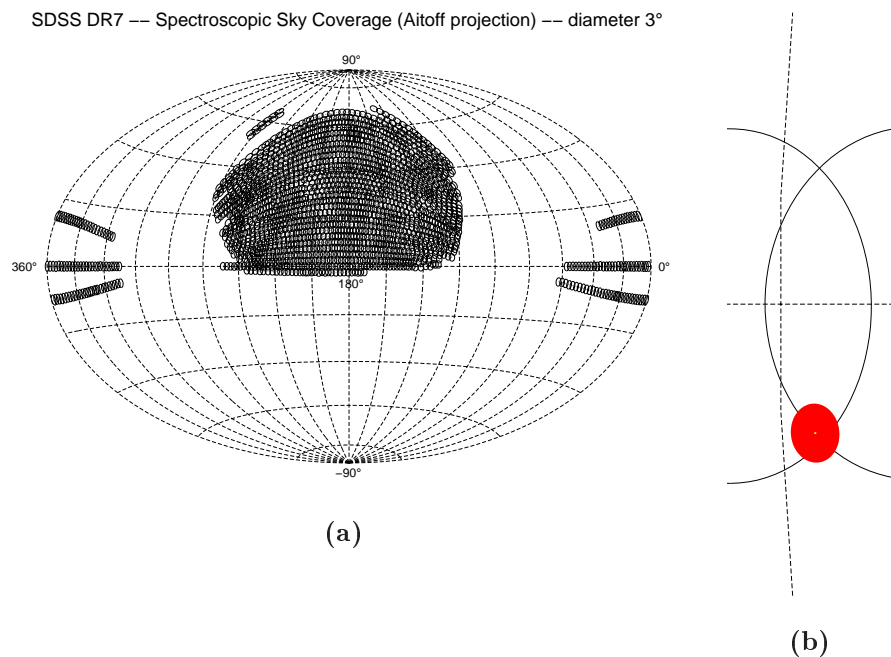 SDSS DR7 −− Spectroscopic Sky Coverage (Aitoff projection) −− diameter 3°
90°
360°
0°
180°
−90°
(a)
(b)